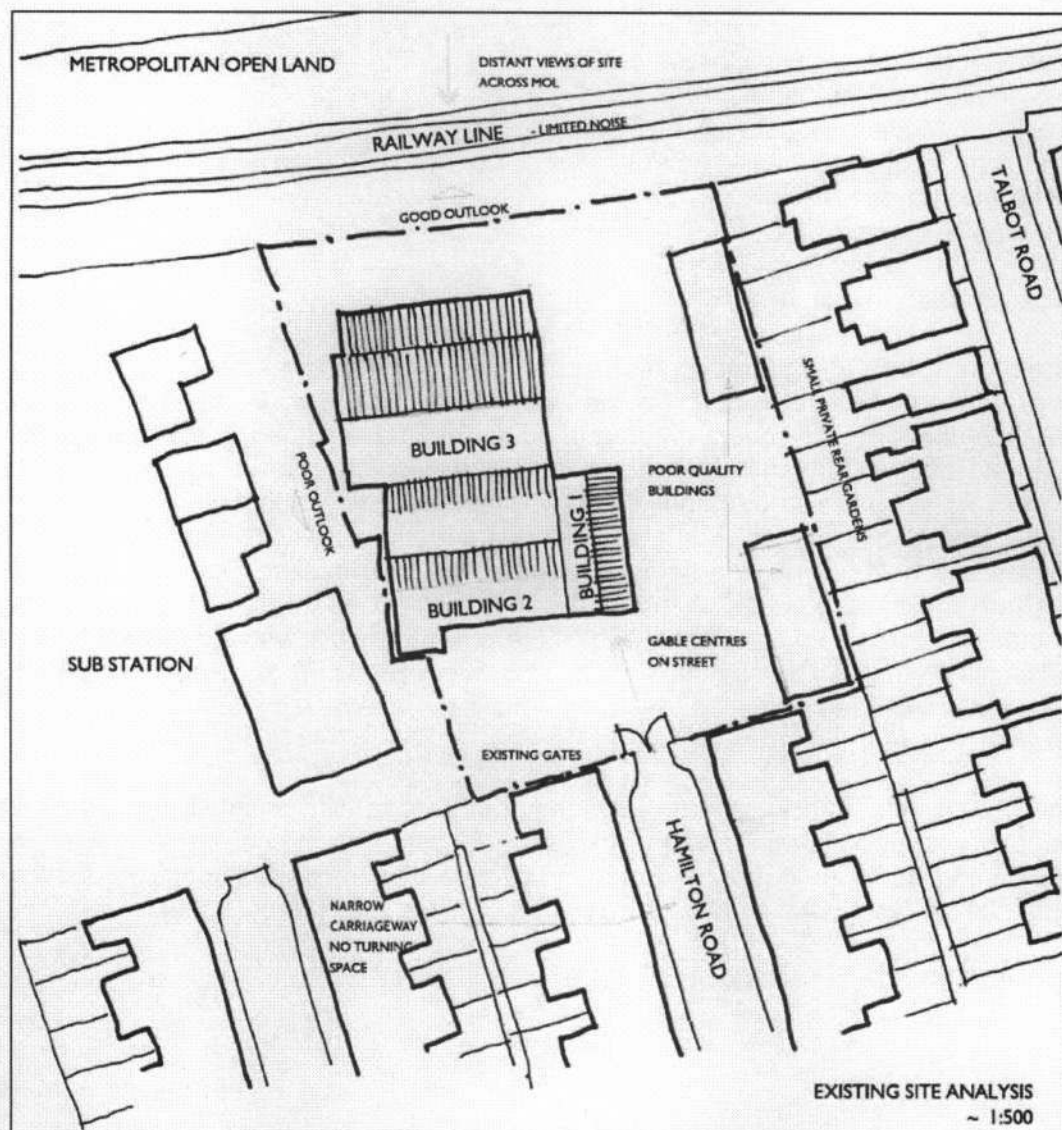 METROPOLITAN OPEN LAND
DISTANT VIEWS OF SITE
ACROSS MOL
RAILWAY LINE - LIMITED NOISE
GOOD OUTLOOK
TALBOT ROAD
SMALL PRIVATE REAR GARDENS
BUILDING 3
POOR OUTLOOK
POOR QUALITY
BUILDINGS
BUILDING 1
BUILDING 2
SUB STATION
GABLE CENTRES
ON STREET
EXISTING GATES
HAMILTON ROAD
NARROW
CARRIAGEWAY
NO TURNING
SPACE
EXISTING SITE ANALYSIS
~ 1:500